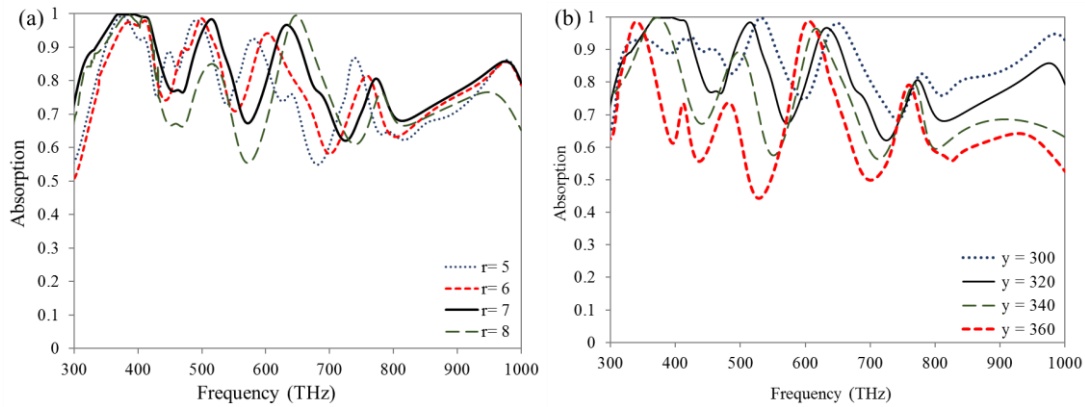 (a)
1
0.9
0.8
0.7
0.6
0.5
0.4
0.3
0.2
0.1
0
Absorption
300 400 500 600 700 800 900 1000
Frequency (THz)
r= 5
r= 6
r= 7
r= 8
(b)
1
0.9
0.8
0.7
0.6
0.5
0.4
0.3
0.2
0.1
0
Absorption
300 400 500 600 700 800 900 1000
Frequency (THz)
y = 300
y = 320
y = 340
y = 360